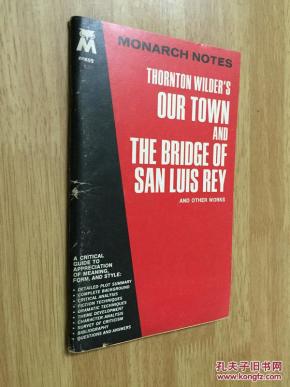 MONARCH NOTES
THORNTON WILDER'S
OUR TOWN
AND
THE BRIDGE OF
SAN LUIS REY
AND OTHER WORKS
A CRITICAL
GUIDE TO
APPRECIATION
OF MEANING,
FORM, AND STYLE:
• DETAILED PLOT SUMMARY
• COMPLETE BACKGROUND
• CRITICAL ANALYSIS
• FICTION TECHNIQUES
• DRAMATIC TECHNIQUES
• THEME DEVELOPMENT
• CHARACTER ANALYSIS
• SURVEY OF CRITICISM
• BIBLIOGRAPHY
• QUESTIONS AND ANSWERS
孔夫子旧书网